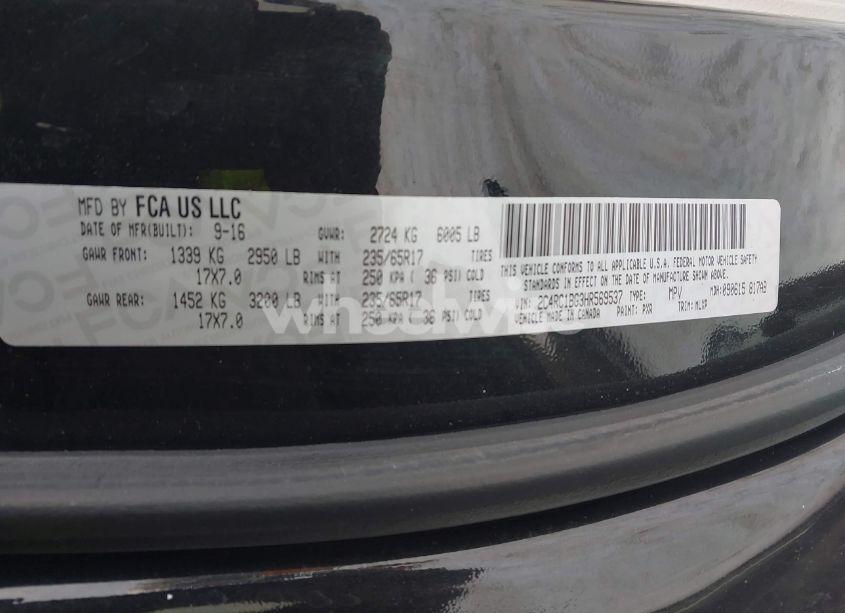 MFD BY FCA US LLC
DATE OF MFR(BUILT): 9-16 GVWR: 2724 KG 6005 LB
GAWR FRONT: 1339 KG 2950 LB WITH 235/65R17 TIRES
17X7.0 RIMS AT 250 KPA ( 36 PSI) COLD
GAWR REAR: 1452 KG 3200 LB WITH 235/65R17 TIRES
17X7.0 RIMS AT 250 KPA ( 36 PSI) COLD
THIS VEHICLE CONFORMS TO ALL APPLICABLE U.S.A. FEDERAL MOTOR VEHICLE SAFETY
STANDARDS IN EFFECT ON THE DATE OF MANUFACTURE SHOWN ABOVE.
VIN: 2C4RC1BG3HR569537 TYPE: MPV MDH: 090615 817AB
VEHICLE MADE IN CANADA PAINT: PXR TRIM: MLXP